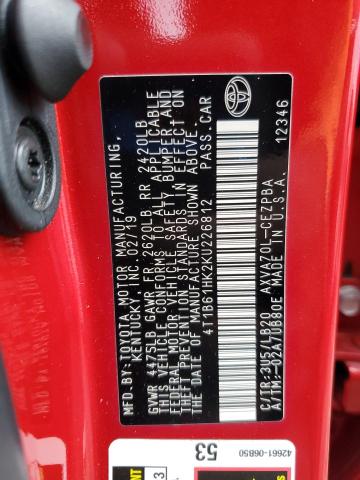 MFD. BY: TOYOTA MOTOR MANUFACTURING,
KENTUCKY, INC. 02/19
GVWR 4475LB GAWR FR. 2620LB RR 2420LB
THIS VEHICLE CONFORMS TO ALL APPLICABLE
FEDERAL MOTOR VEHICLE SAFETY, BUMPER, AND
THEFT PREVENTION STANDARDS IN EFFECT ON
THE DATE OF MANUFACTURE SHOWN ABOVE.
4T1B61HK2KU226812 PASS. CAR
C/TR:3U5/LB20 AXVA70L-CEZPBA
A/TM:-02A/UB80E MADE IN U.S.A.
12346
53
42661-06B50